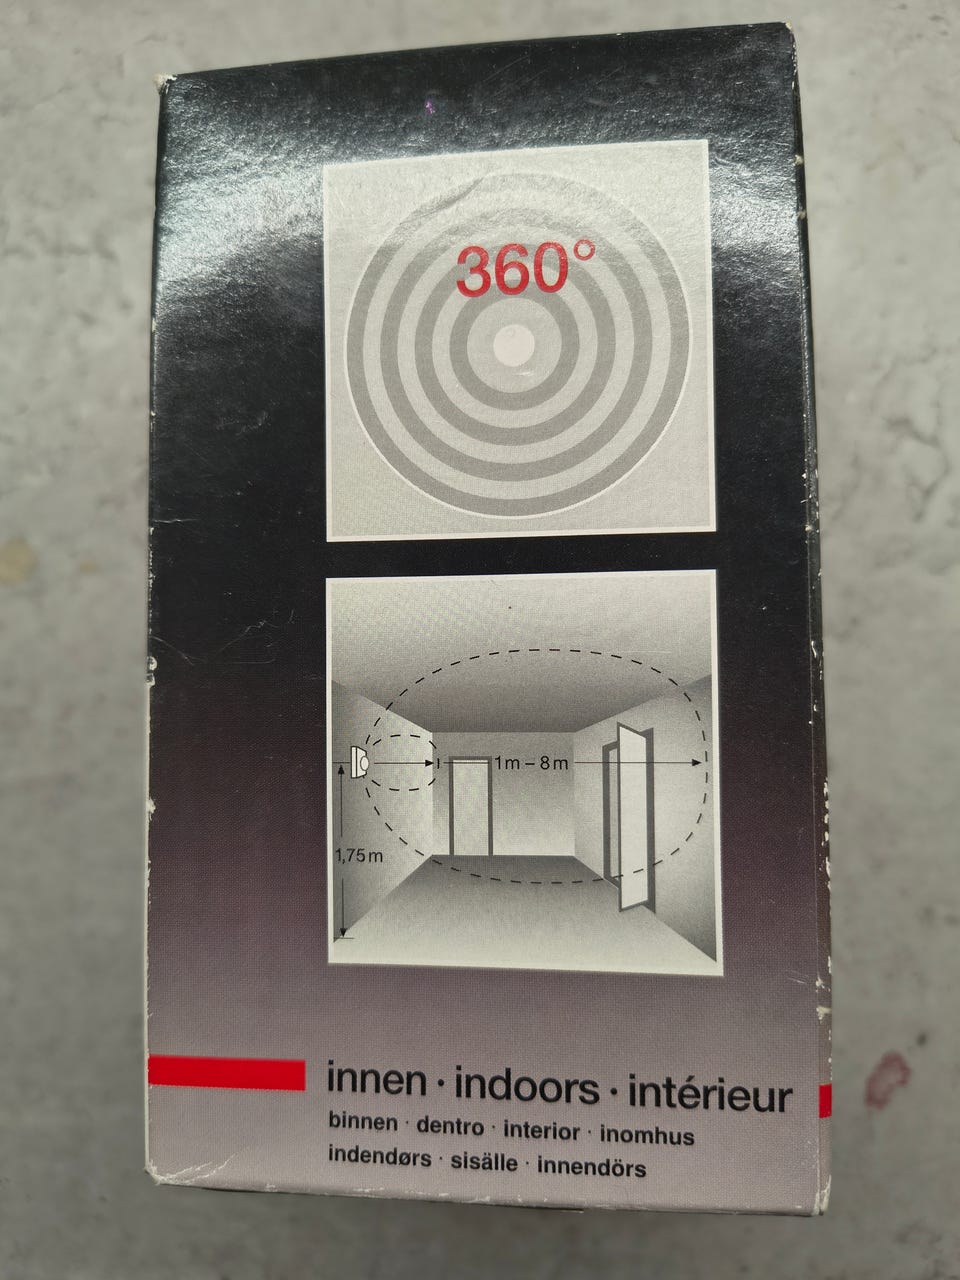 360°
1m – 8m
1,75m
innen · indoors · intérieur
binnen · dentro · interior · inomhus
indendørs · sisälle · innendörs